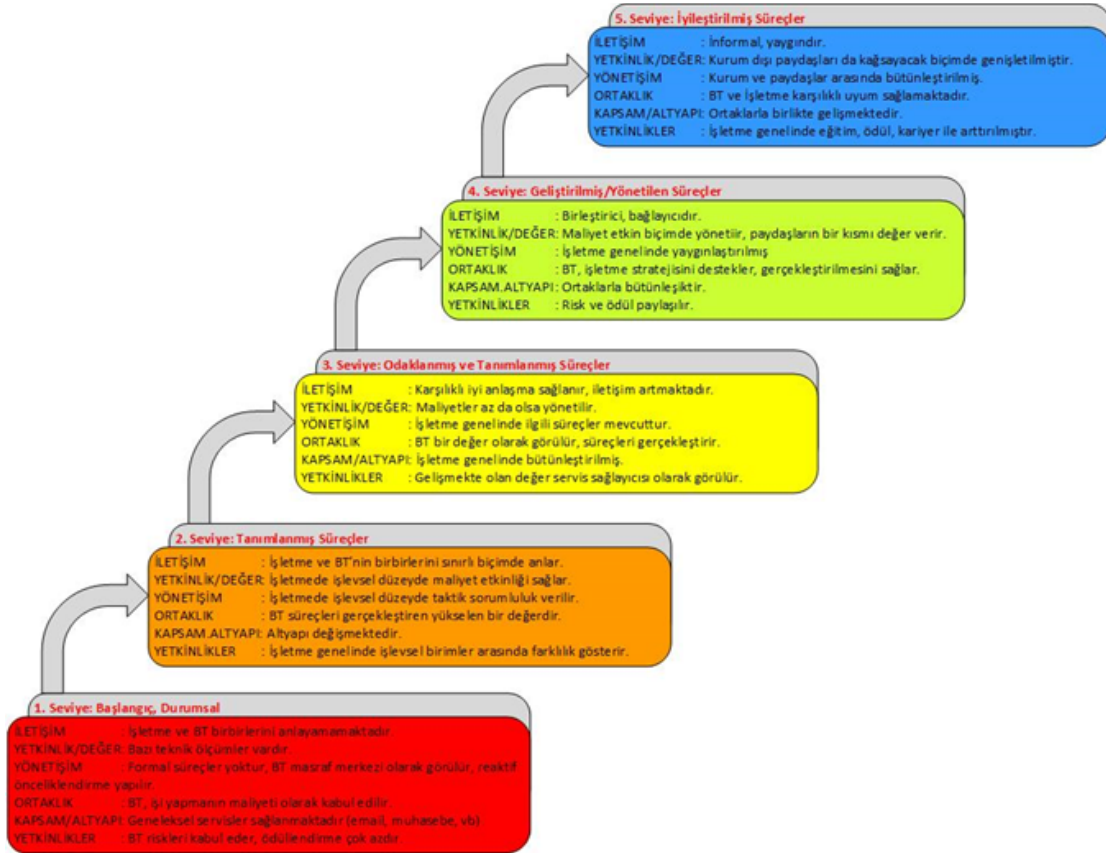 5. Seviye: İyileştirilmiş Süreçler
İLETİŞİM : İnformal, yaygındır.
YETKİNLİK/DEĞER: Kurum dışı paydaşları da kağsayacak biçimde genişletilmiştir.
YÖNETİŞİM : Kurum ve paydaşlar arasında bütünleştirilmiş.
ORTAKLIK : BT ve İşletme karşılıklı uyum sağlamaktadır.
KAPSAM/ALTYAPI: Ortaklarla birlikte gelişmektedir.
YETKİNLİKLER : İşletme genelinde eğitim, ödül, kariyer ile arttırılmıştır.
4. Seviye: Geliştirilmiş/Yönetilen Süreçler
İLETİŞİM : Birleştirici, bağlayıcıdır.
YETKİNLİK/DEĞER: Maliyet etkin biçimde yönetiir, paydaşların bir kısmı değer verir.
YÖNETİŞİM : İşletme genelinde yaygınlaştırılmış
ORTAKLIK : BT, işletme stratejisini destekler, gerçekleştirilmesini sağlar.
KAPSAM.ALTYAPI: Ortaklarla bütünleşiktir.
YETKİNLİKLER : Risk ve ödül paylaşılır.
3. Seviye: Odaklanmış ve Tanımlanmış Süreçler
İLETİŞİM : Karşılıklı iyi anlaşma sağlanır, iletişim artmaktadır.
YETKİNLİK/DEĞER: Maliyetler az da olsa yönetilir.
YÖNETİŞİM : İşletme genelinde ilgili süreçler mevcuttur.
ORTAKLIK : BT bir değer olarak görülür, süreçleri gerçekleştirir.
KAPSAM/ALTYAPI: İşletme genelinde bütünleştirilmiş.
YETKİNLİKLER : Gelişmekte olan değer servis sağlayıcısı olarak görülür.
2. Seviye: Tanımlanmış Süreçler
İLETİŞİM : İşletme ve BT'nin birbirlerini sınırlı biçimde anlar.
YETKİNLİK/DEĞER: İşletmede işlevsel düzeyde maliyet etkinliği sağlar.
YÖNETİŞİM : İşletmede işlevsel düzeyde taktik sorumluluk verilir.
ORTAKLIK : BT süreçleri gerçekleştiren yükselen bir değerdir.
KAPSAM.ALTYAPI: Altyapı değişmektedir.
YETKİNLİKLER : İşletme genelinde işlevsel birimler arasında farklılık gösterir.
1. Seviye: Başlangıç, Durumsal
İLETİŞİM : İşletme ve BT birbirlerini anlayamamaktadır.
YETKİNLİK/DEĞER: Bazı teknik ölçümler vardır.
YÖNETİŞİM : Formal süreçler yoktur, BT masraf merkezi olarak görülür, reaktif
önceliklendirme yapılır.
ORTAKLIK : BT, işi yapmanın maliyeti olarak kabul edilir.
KAPSAM/ALTYAPI: Geneleksel servisler sağlanmaktadır (email, muhasebe, vb)
YETKİNLİKLER : BT riskleri kabul eder, ödüllendirme çok azdır.